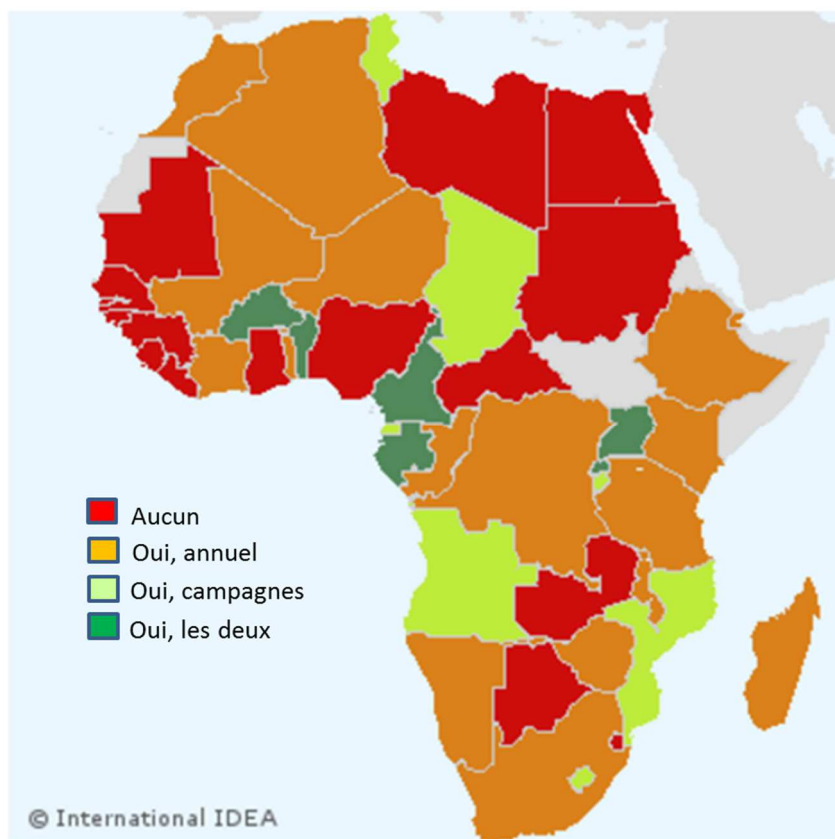 Aucun
Oui, annuel
Oui, campagnes
Oui, les deux
© International IDEA